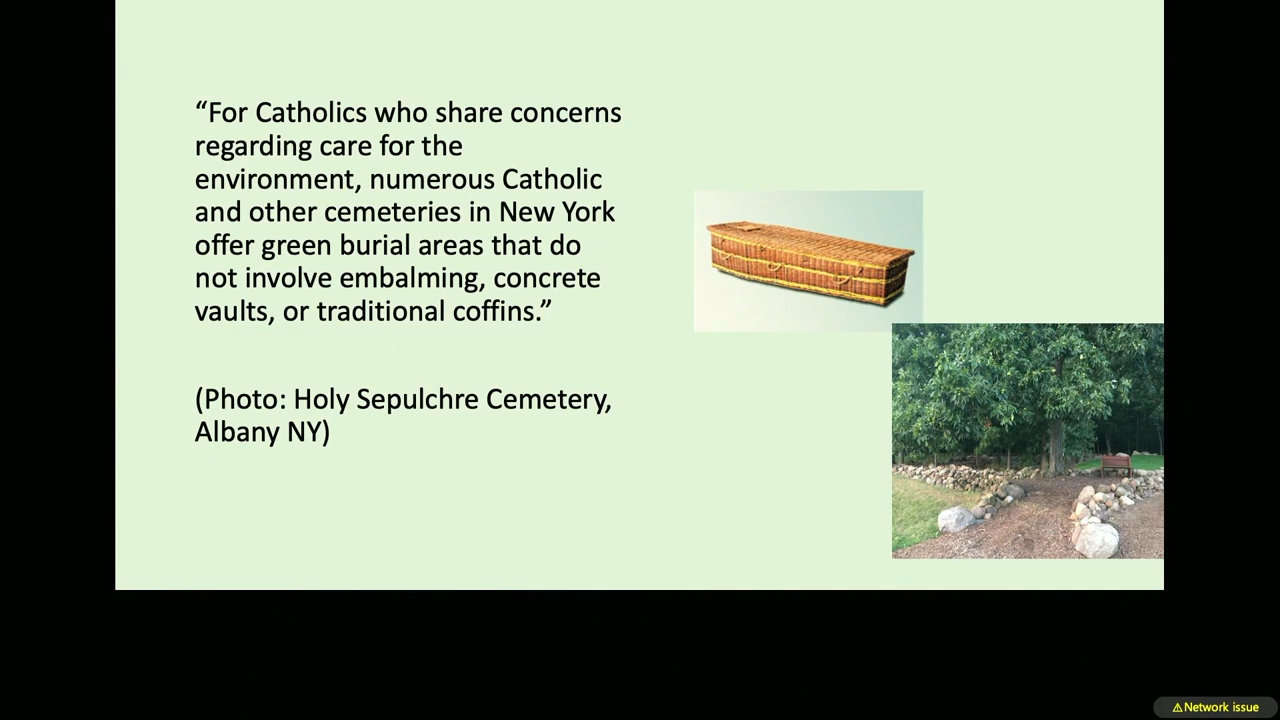 “For Catholics who share concerns
regarding care for the
environment, numerous Catholic
and other cemeteries in New York
offer green burial areas that do
not involve embalming, concrete
vaults, or traditional coffins.”
(Photo: Holy Sepulchre Cemetery,
Albany NY)
⚠Network issue